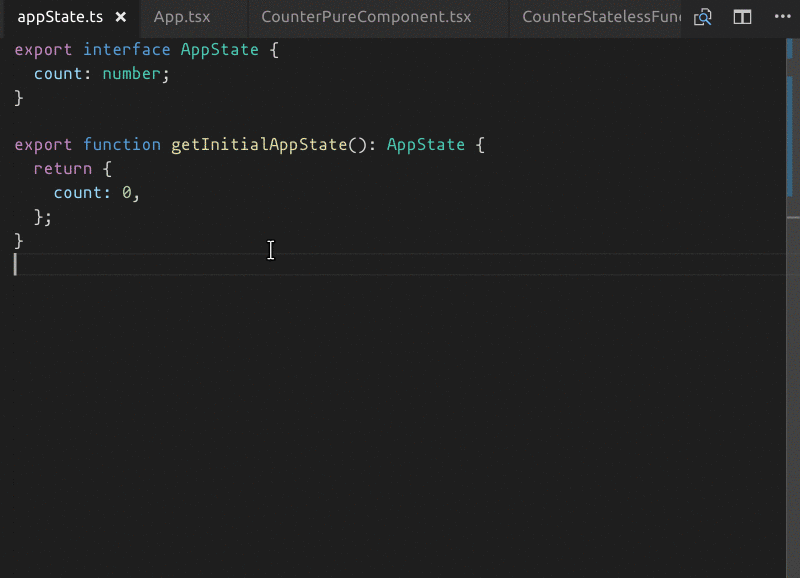 appState.ts App.tsx CounterPureComponent.tsx CounterStatelessFunc
export interface AppState {
  count: number;
}
export function getInitialAppState(): AppState {
  return {
    count: 0,
  };
}